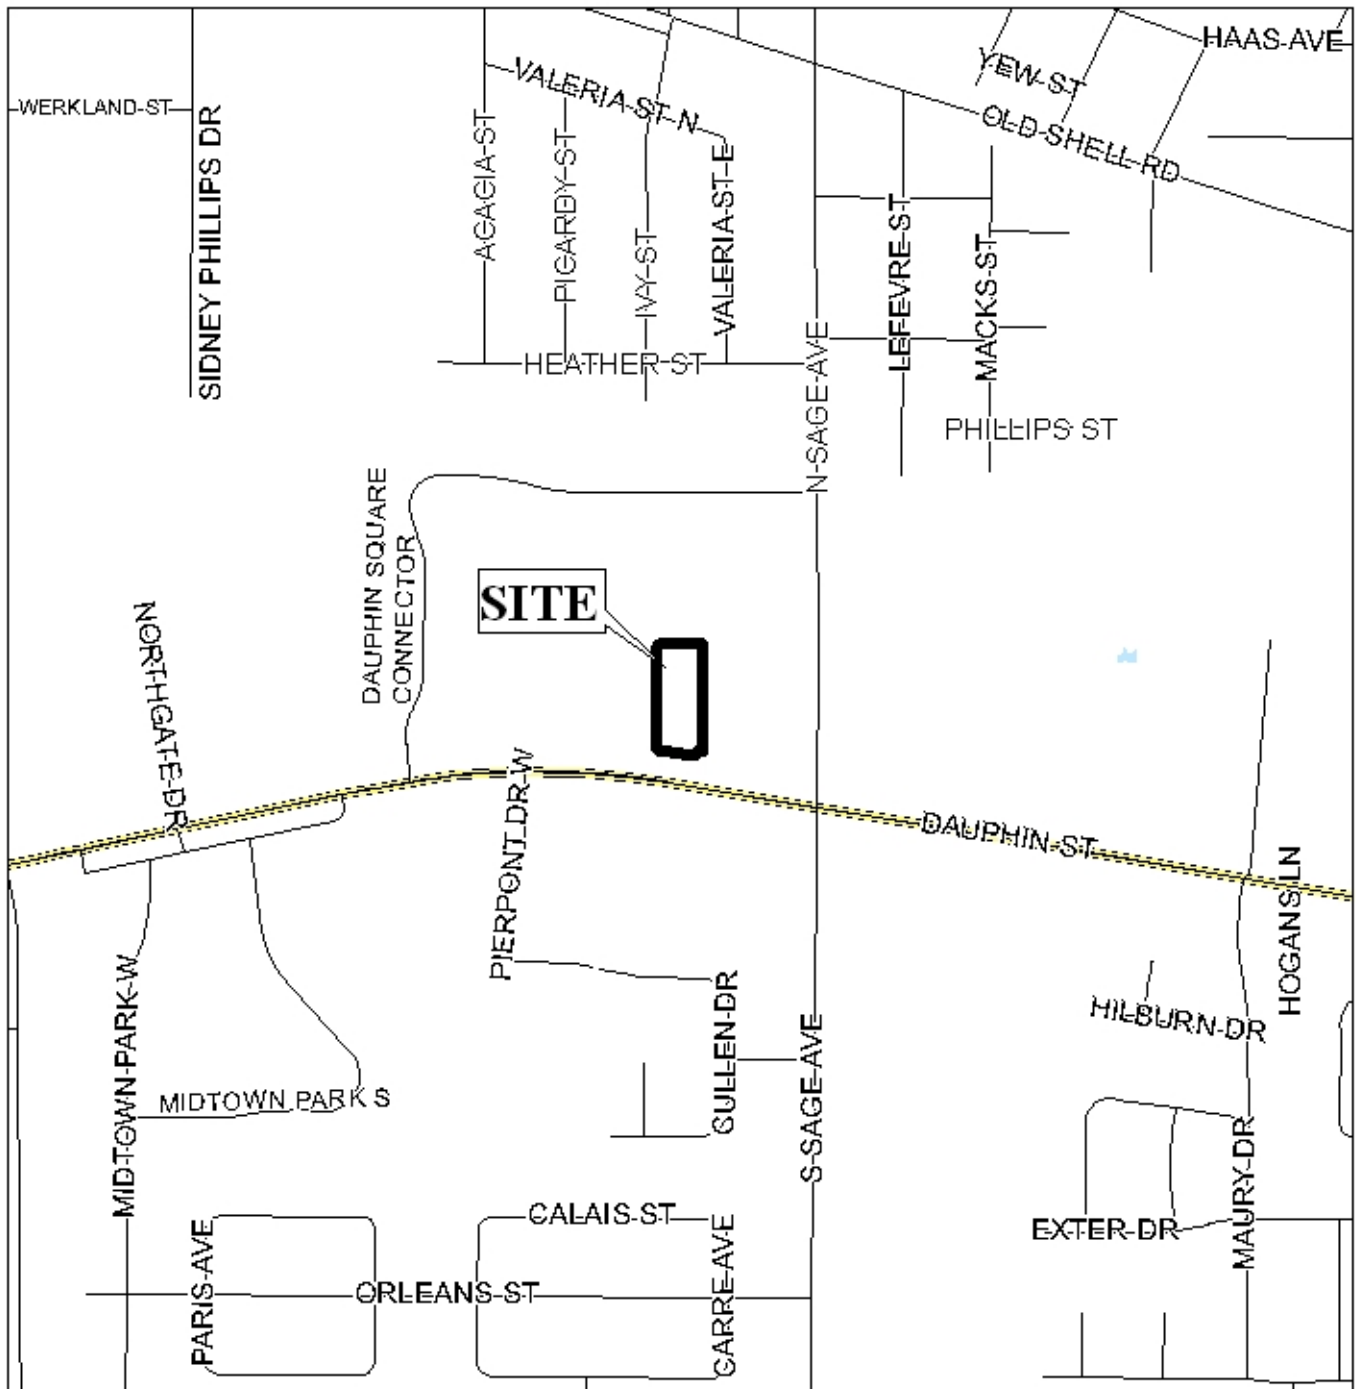 HAAS AVE
YEW ST
VALERIA ST N
WERKLAND ST
OLD SHELL RD
SIDNEY PHILLIPS DR
ACACIA ST
PICARDY ST
IVY ST
VALERIA ST E
LEFEVRE ST
MACKS ST
HEATHER ST
N SAGE AVE
PHILLIPS ST
DAUPHIN SQUARE
CONNECTOR
SITE
NORTHGATE DR
PIERPONT DR W
DAUPHIN ST
HOGANS LN
MIDTOWN PARK W
CULLEN DR
HILBURN DR
S SAGE AVE
MIDTOWN PARK S
MAURY DR
CALAIS ST
EXTER DR
PARIS AVE
ORLEANS ST
CARRE AVE